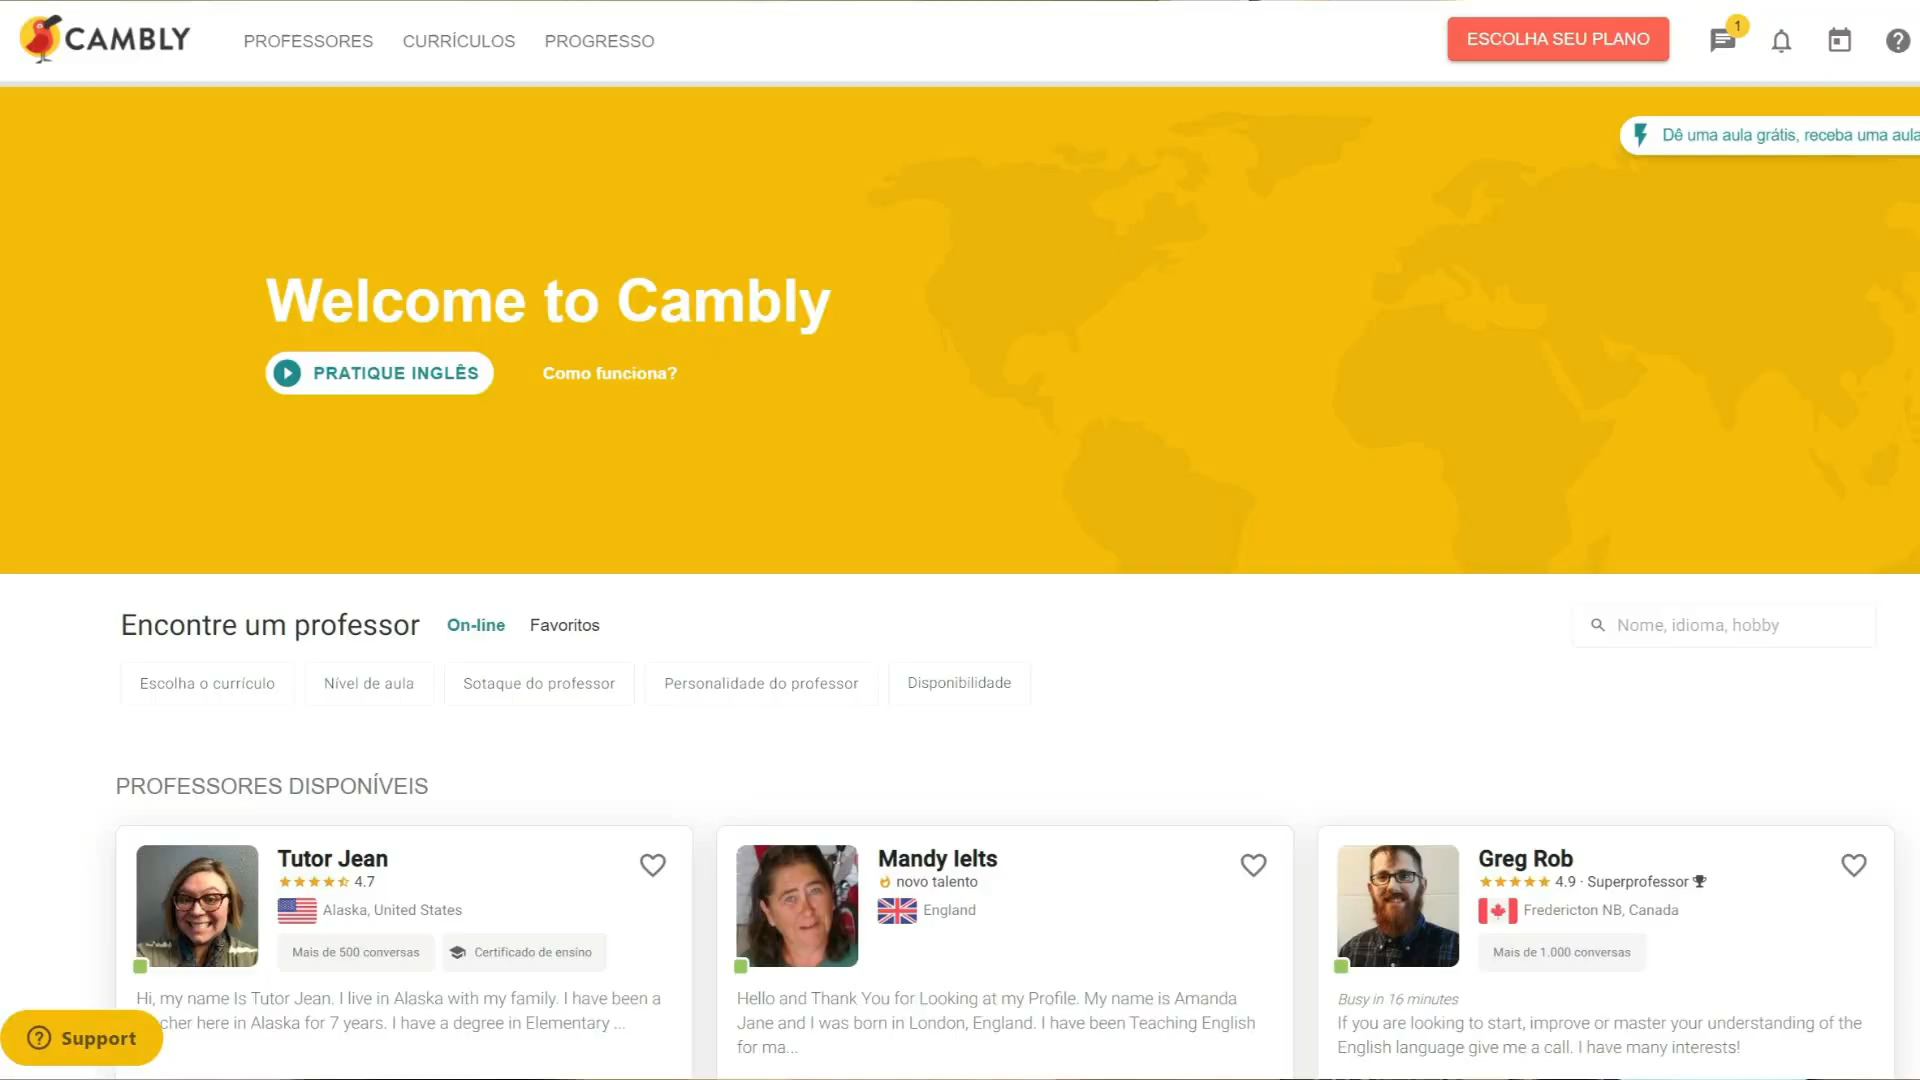 CAMBLY
PROFESSORES CURRÍCULOS PROGRESSO
ESCOLHA SEU PLANO
1
Dê uma aula grátis, receba uma aula
Welcome to Cambly
PRATIQUE INGLÊS
Como funciona?
Encontre um professor On-line Favoritos
Nome, idioma, hobby
Escolha o currículo Nível de aula Sotaque do professor Personalidade do professor Disponibilidade
PROFESSORES DISPONÍVEIS
Tutor Jean
4.7
Alaska, United States
Mais de 500 conversas Certificado de ensino
Hi, my name Is Tutor Jean. I live in Alaska with my family. I have been a
cher here in Alaska for 7 years. I have a degree in Elementary ...
Mandy Ielts
novo talento
England
Hello and Thank You for Looking at my Profile. My name is Amanda
Jane and I was born in London, England. I have been Teaching English
for ma...
Greg Rob
4.9 · Superprofessor
Fredericton NB, Canada
Mais de 1.000 conversas
Busy in 16 minutes
If you are looking to start, improve or master your understanding of the
English language give me a call. I have many interests!
? Support